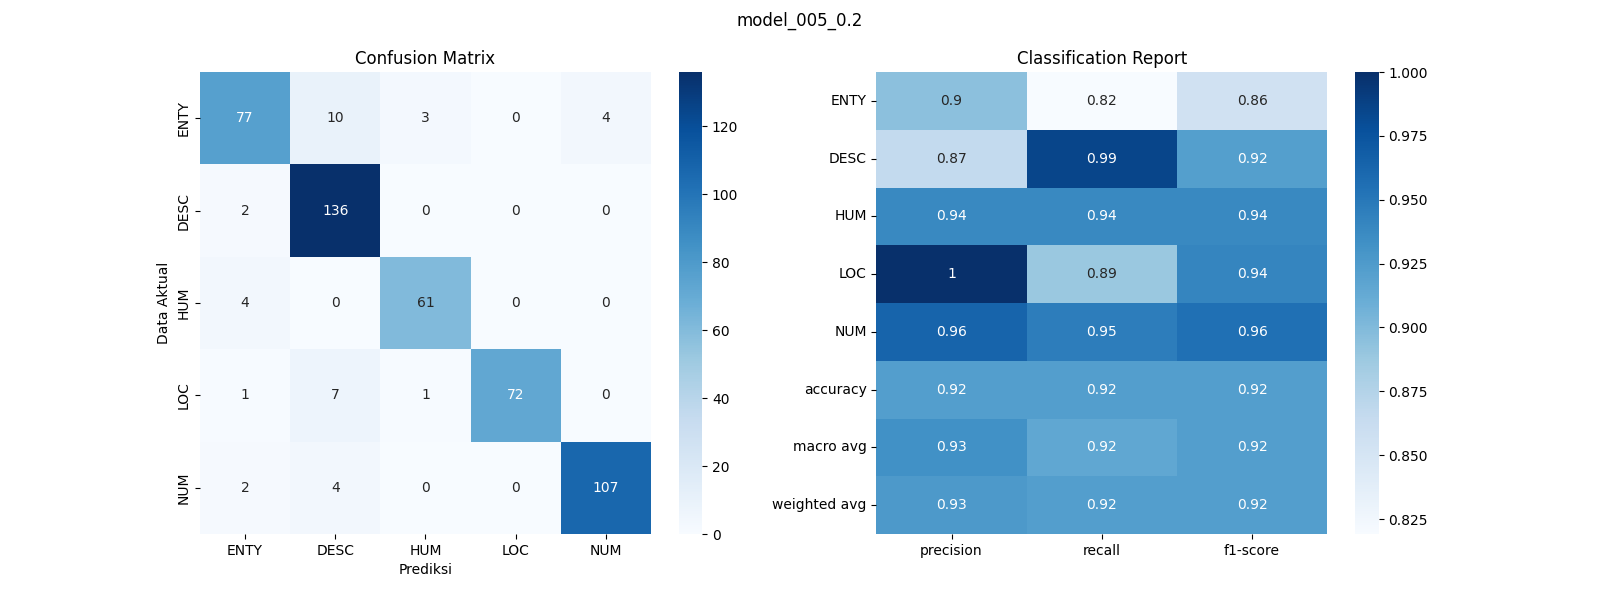 model_005_0.2
Confusion Matrix
Data Aktual
ENTY 77 10 3 0 4
DESC 2 136 0 0 0
HUM 4 0 61 0 0
LOC 1 7 1 72 0
NUM 2 4 0 0 107
ENTY DESC HUM LOC NUM
Prediksi
120
100
80
60
40
20
0
Classification Report
ENTY 0.9 0.82 0.86
DESC 0.87 0.99 0.92
HUM 0.94 0.94 0.94
LOC 1 0.89 0.94
NUM 0.96 0.95 0.96
accuracy 0.92 0.92 0.92
macro avg 0.93 0.92 0.92
weighted avg 0.93 0.92 0.92
precision recall f1-score
1.000
0.975
0.950
0.925
0.900
0.875
0.850
0.825